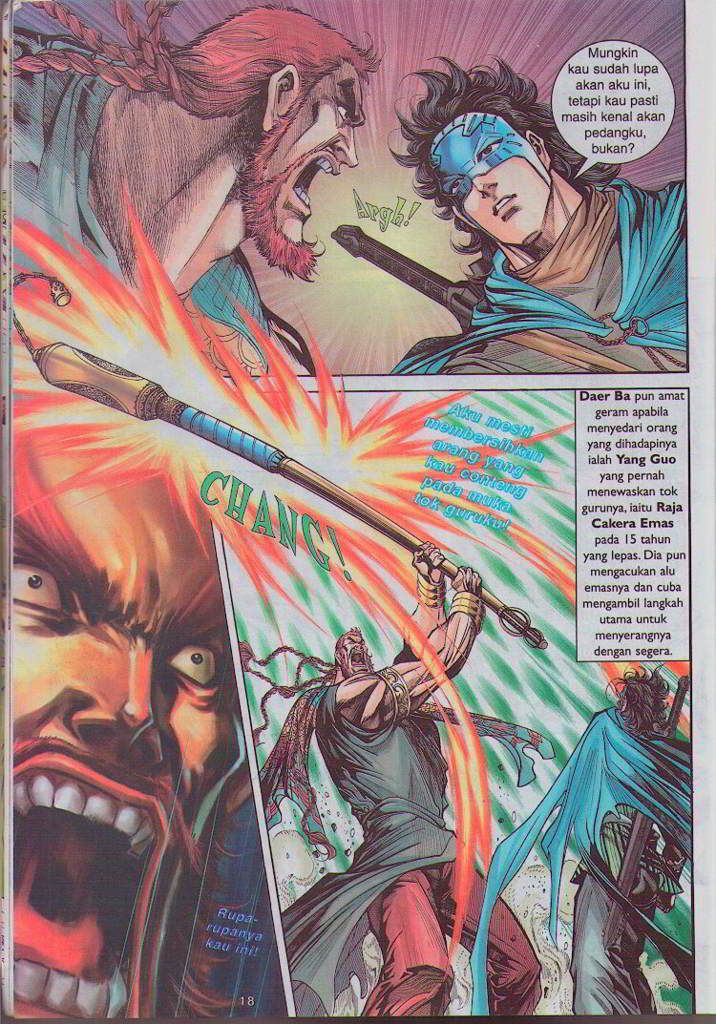 Mungkin
kau sudah lupa
akan aku ini,
tetapi kau pasti
masih kenal akan
pedangku,
bukan?
Argh!
Aku mesti
membersihkan
arang yang
kau conteng
pada muka
tok guruku!
Daer Ba pun amat
geram apabila
menyedari orang
yang dihadapinya
ialah Yang Guo
yang pernah
menewaskan tok
gurunya, iaitu Raja
Cakera Emas
pada 15 tahun
yang lepas. Dia pun
mengacukan alu
emasnya dan cuba
mengambil langkah
utama untuk
menyerangnya
dengan segera.
CHANG!
Rupa-
rupanya
kau ini!
18